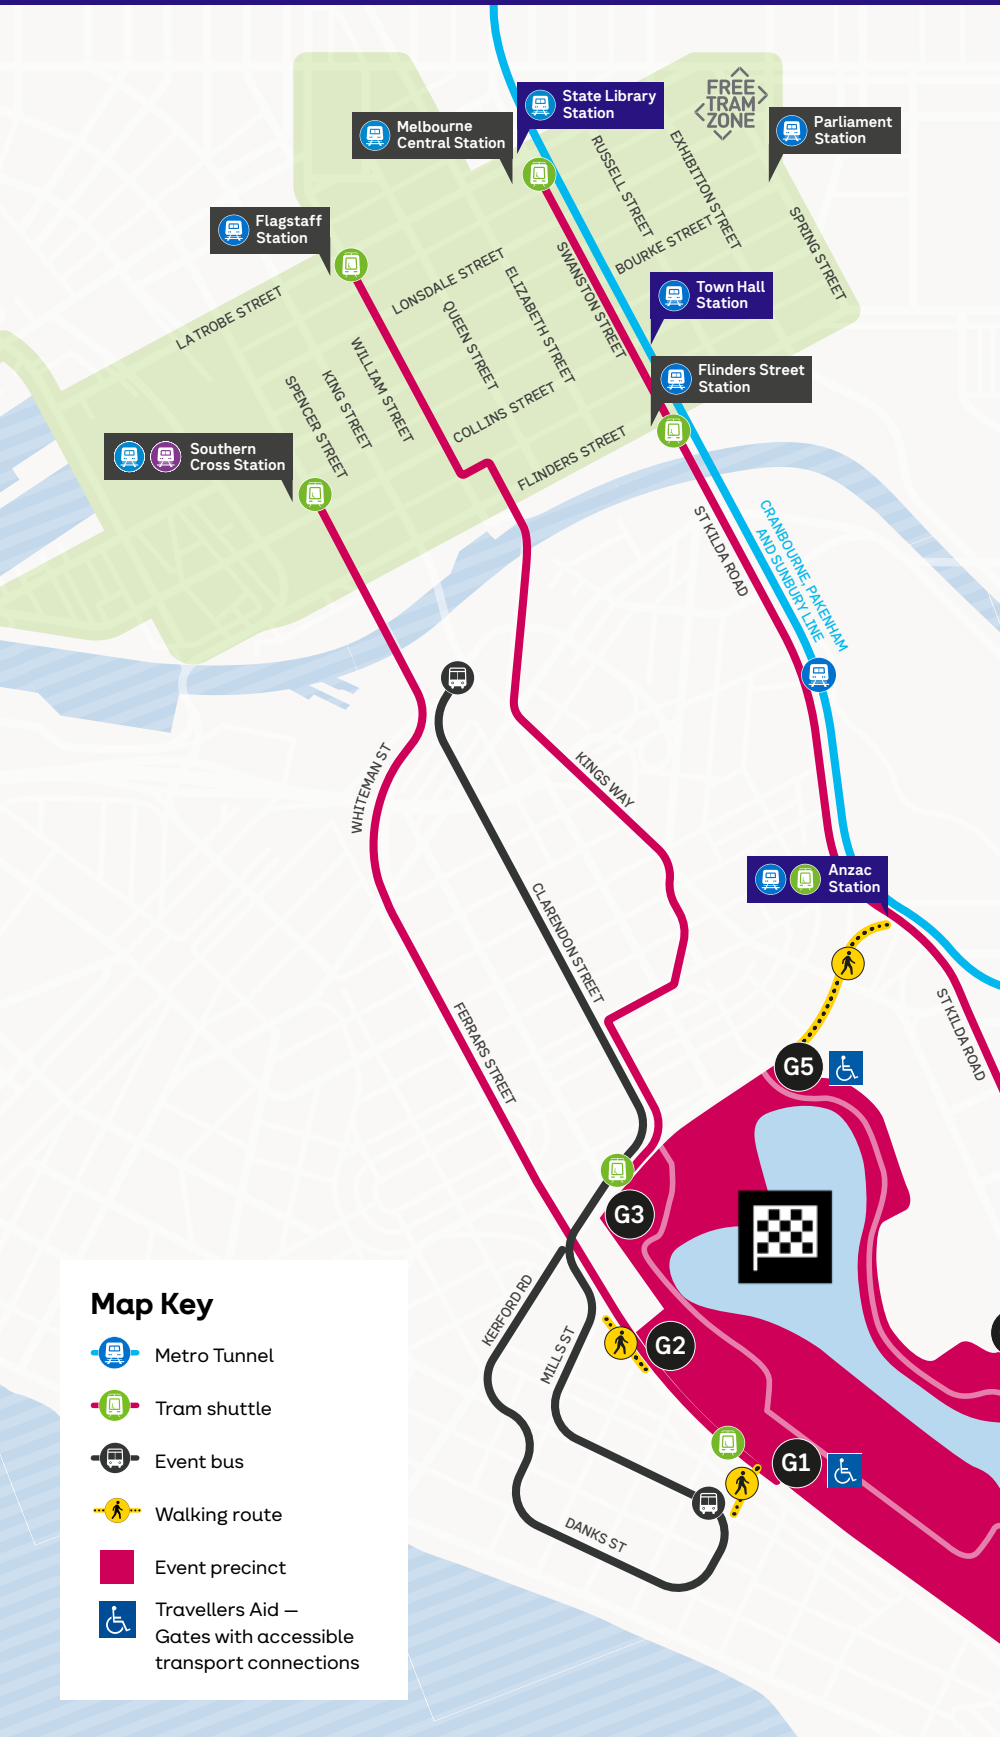 State Library
Station
FREE
TRAM
ZONE
Melbourne
Central Station
Parliament
Station
RUSSELL STREET
EXHIBITION STREET
Flagstaff
Station
SPRING STREET
BOURKE STREET
LONSDALE STREET
SWANSTON STREET
ELIZABETH STREET
Town Hall
Station
LA TROBE STREET
QUEEN STREET
WILLIAM STREET
Flinders Street
Station
KING STREET
SPENCER STREET
COLLINS STREET
Southern
Cross Station
FLINDERS STREET
ST KILDA ROAD
CRANBOURNE, PAKENHAM
AND SUNBURY LINE
WHITEMAN ST
KINGS WAY
Anzac
Station
CLARENDON STREET
ST KILDA ROAD
FERRARS STREET
G5
G3
KERFORD RD
MILLS ST
G2
G1
DANKS ST
Map Key
Metro Tunnel
Tram shuttle
Event bus
Walking route
Event precinct
Travellers Aid –
Gates with accessible
transport connections